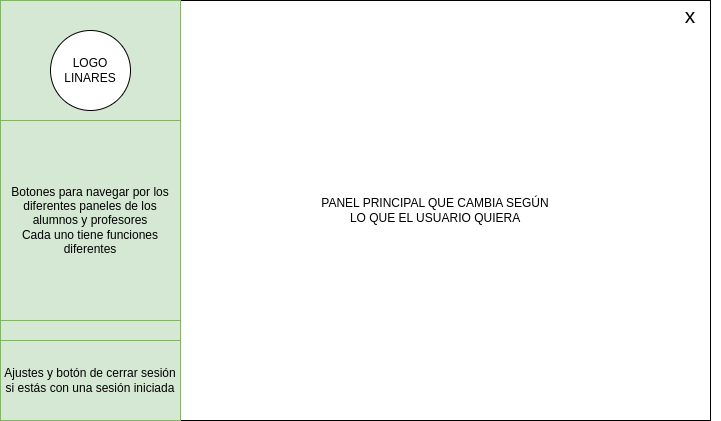 X
LOGO
LINARES
Botones para navegar por los
diferentes paneles de los
alumnos y profesores
Cada uno tiene funciones
diferentes
PANEL PRINCIPAL QUE CAMBIA SEGÚN
LO QUE EL USUARIO QUIERA
Ajustes y botón de cerrar sesión
si estás con una sesión iniciada